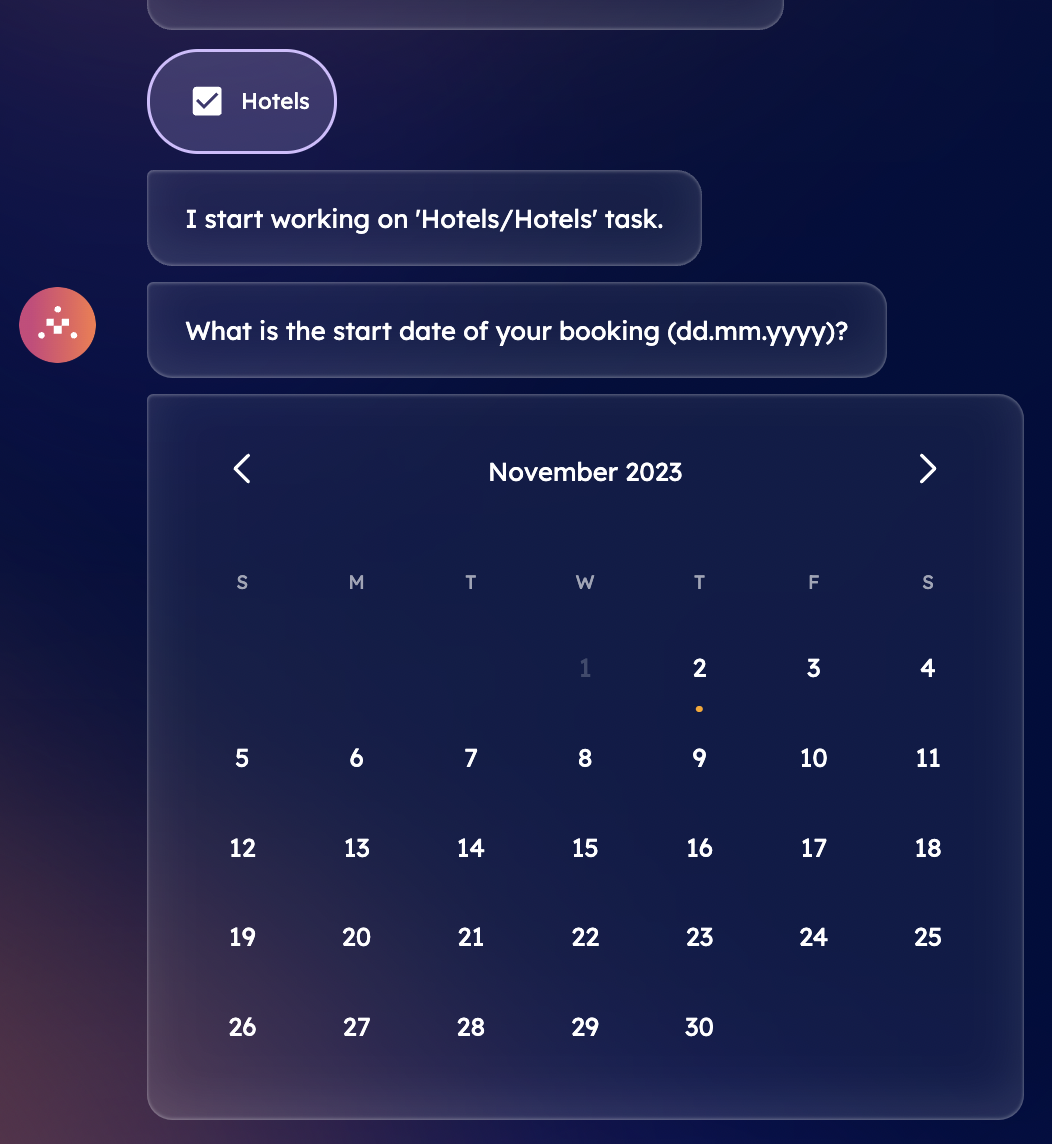 Hotels
I start working on 'Hotels/Hotels' task.
What is the start date of your booking (dd.mm.yyyy)?
November 2023
S M T W T F S
1 2 3 4
5 6 7 8 9 10 11
12 13 14 15 16 17 18
19 20 21 22 23 24 25
26 27 28 29 30